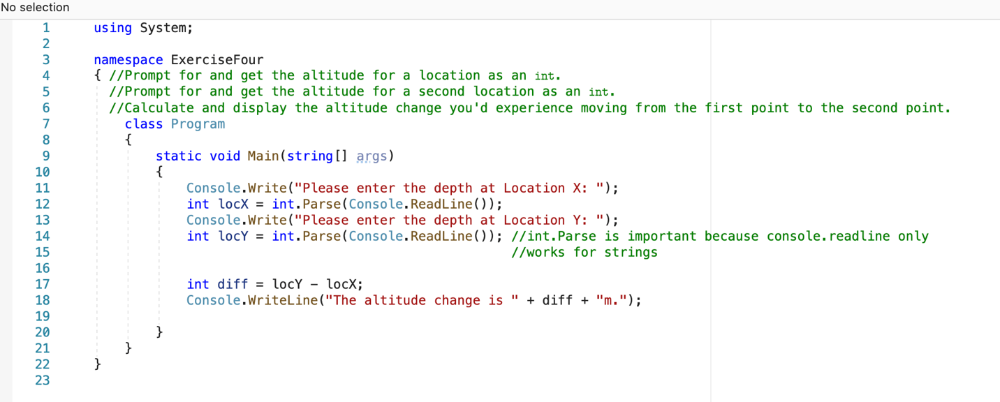 No selection
1 using System;
2
3 namespace ExerciseFour
4 { //Prompt for and get the altitude for a location as an int.
5 //Prompt for and get the altitude for a second location as an int.
6 //Calculate and display the altitude change you'd experience moving from the first point to the second point.
7 class Program
8 {
9 static void Main(string[] args)
10 {
11 Console.Write("Please enter the depth at Location X: ");
12 int locX = int.Parse(Console.ReadLine());
13 Console.Write("Please enter the depth at Location Y: ");
14 int locY = int.Parse(Console.ReadLine()); //int.Parse is important because console.readline only
15 //works for strings
16
17 int diff = locY − locX;
18 Console.WriteLine("The altitude change is " + diff + "m.");
19
20 }
21 }
22 }
23